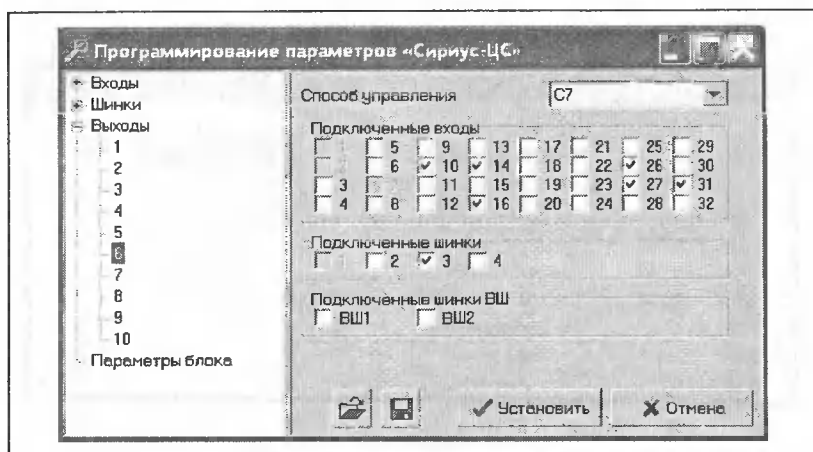 Программирование параметров «Сириус-ЦС»
Входы
Шинки
Выходы
1
2
3
4
5
6
7
8
9
10
Параметры блока
Способ управления С7
Подключенные входы
5 9 13 17 21 25 29
6 10 14 18 22 26 30
3 11 15 19 23 27 31
4 8 12 16 20 24 28 32
Подключенные шинки
2 3 4
Подключенные шинки ВШ
ВШ1 ВШ2
Установить Отмена